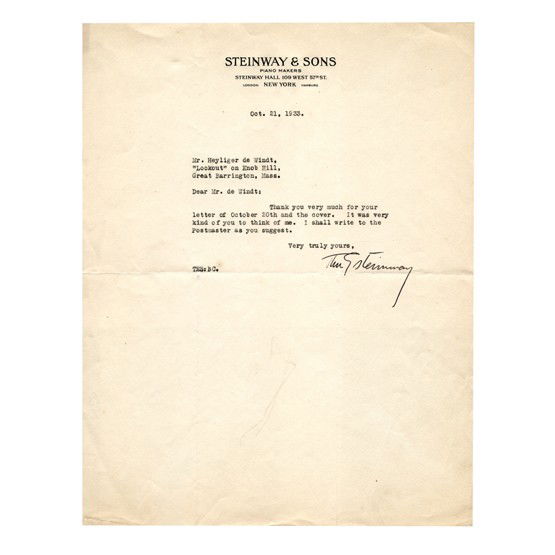 STEINWAY & SONS
PIANO MAKERS
STEINWAY HALL 109 WEST 57TH ST.
LONDON NEW YORK HAMBURG
Oct. 21, 1933.
Mr. Heyliger de Windt,
"Lookout" on Knob Hill,
Great Barrington, Mass.
Dear Mr. de Windt:
Thank you very much for your
letter of October 20th and the cover. It was very
kind of you to think of me. I shall write to the
Postmaster as you suggest.
Very truly yours,
Steinway
TES:BC.